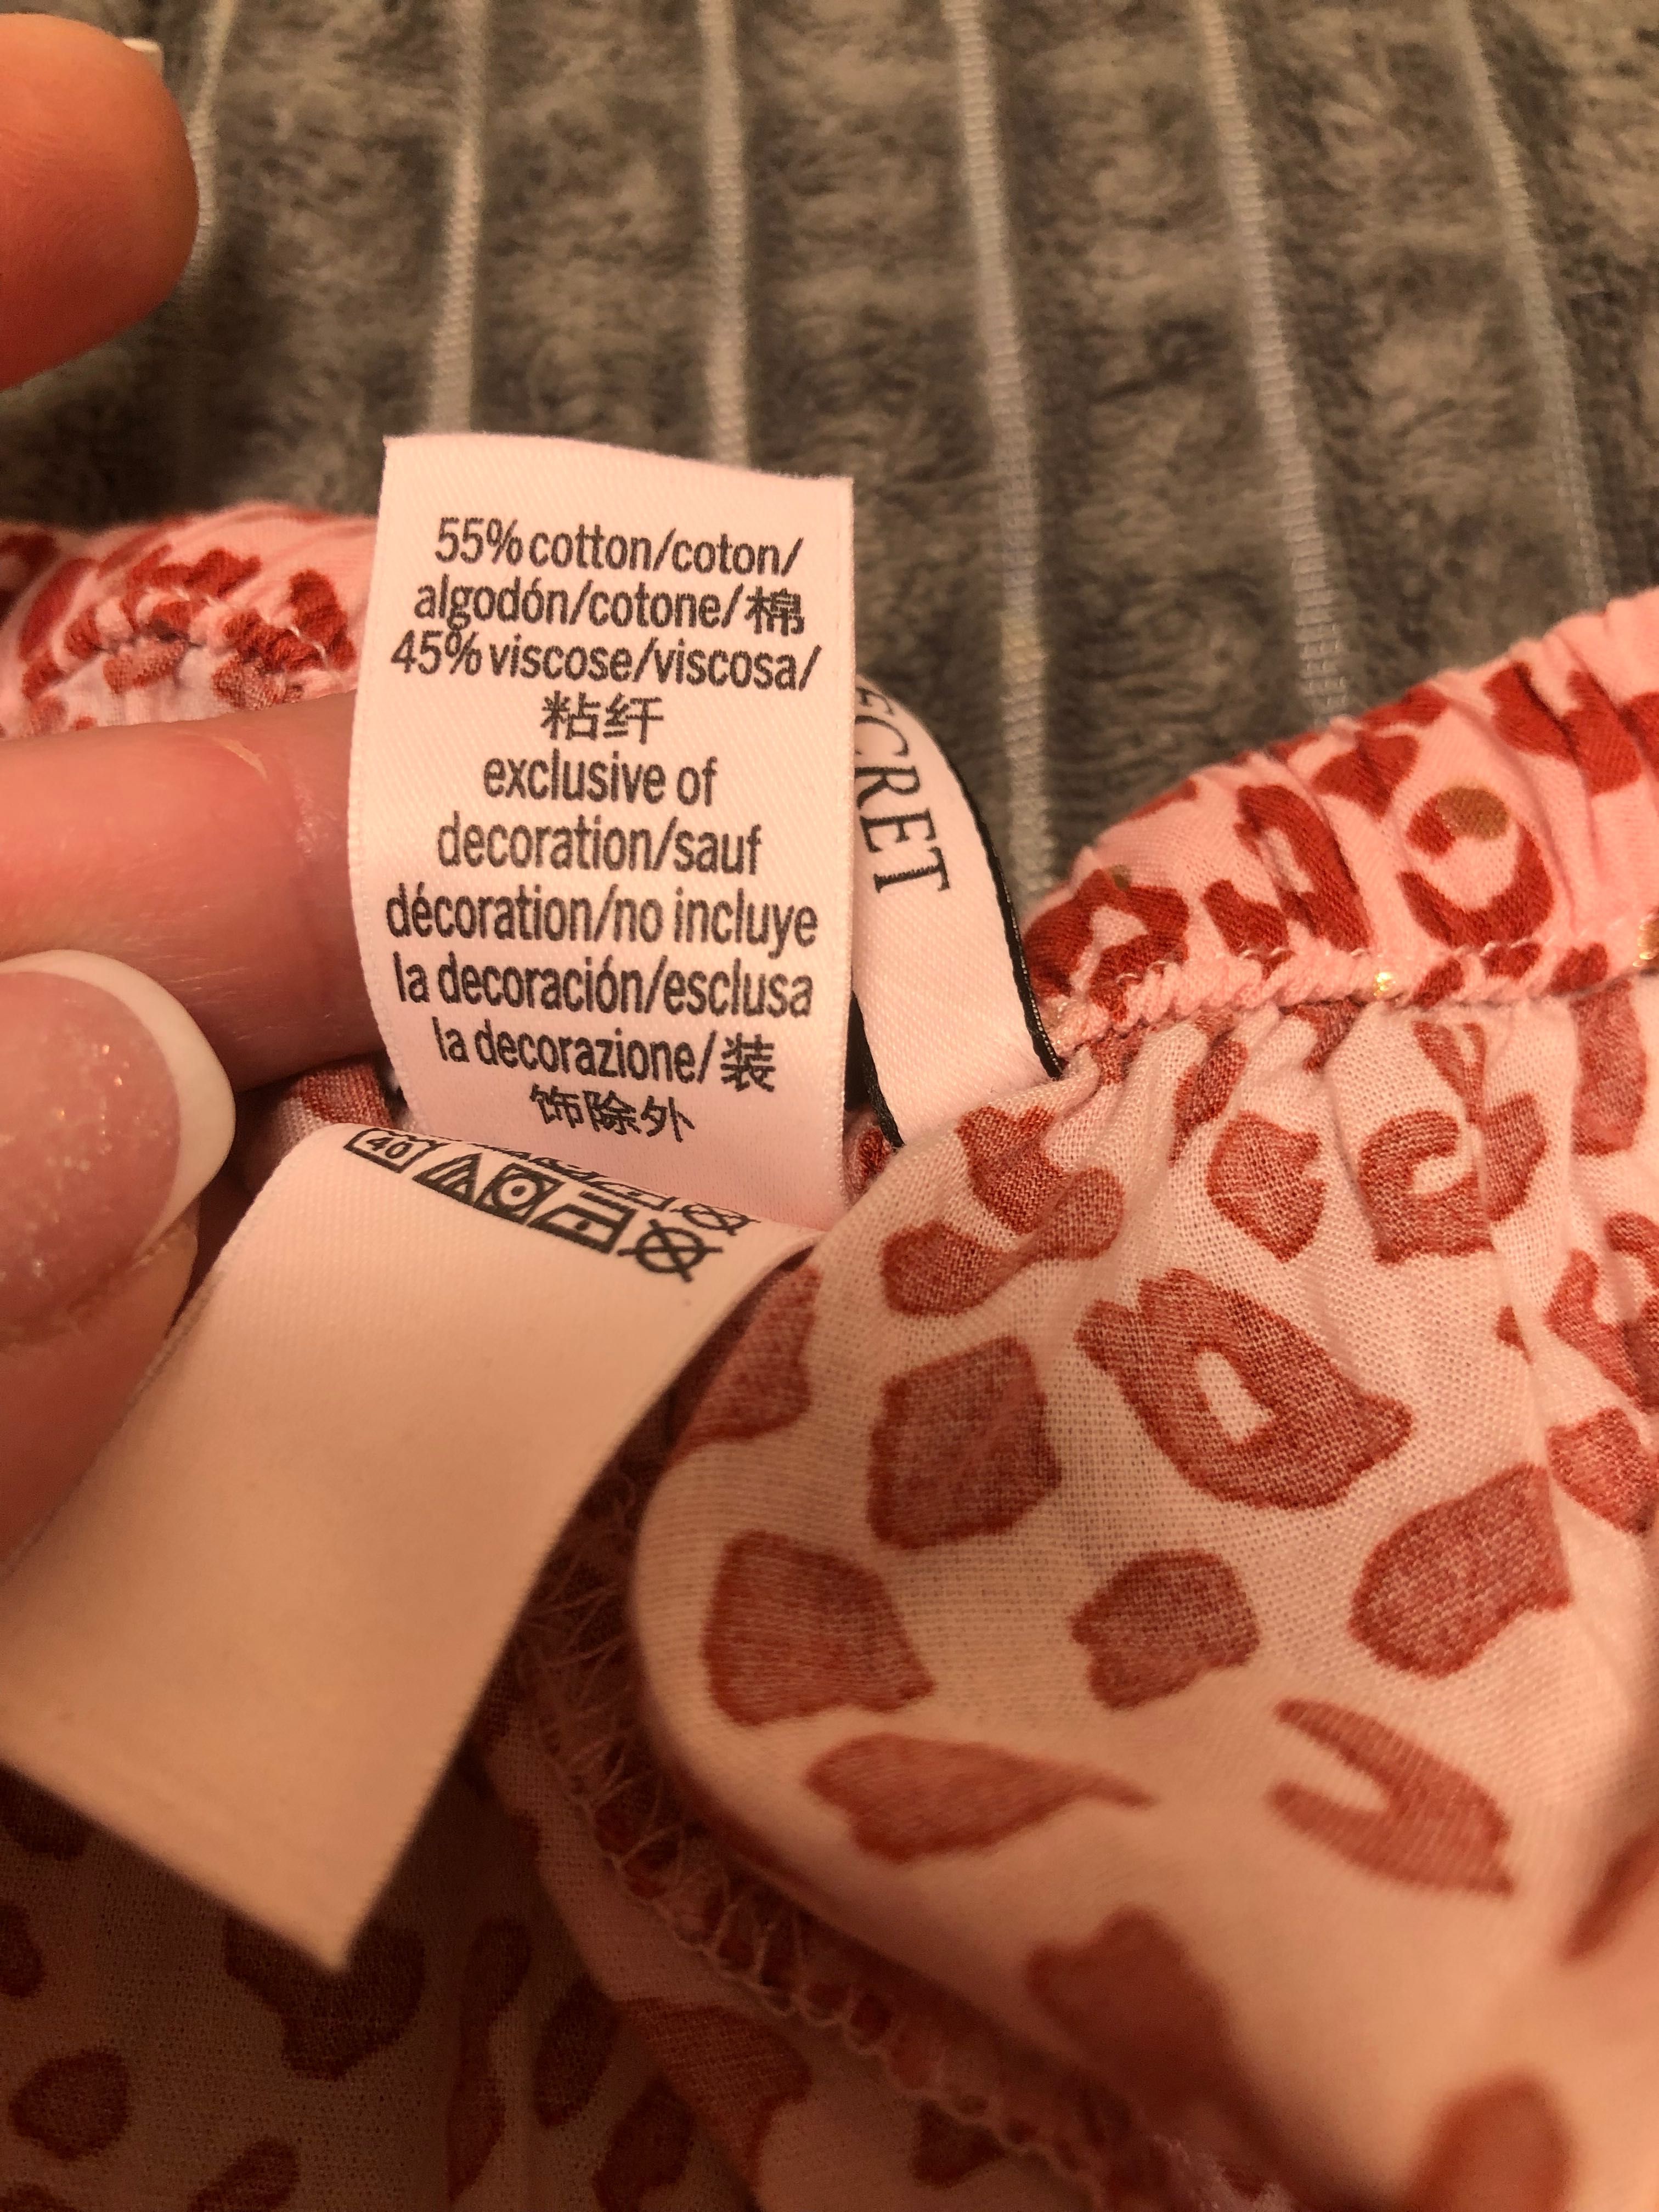 55% cotton/coton/
algodón/cotone/棉
45% viscose/viscosa/
粘纤
exclusive of
decoration/sauf
décoration/no incluye
la decoración/esclusa
la decorazione/装
饰除外
ECRET
40